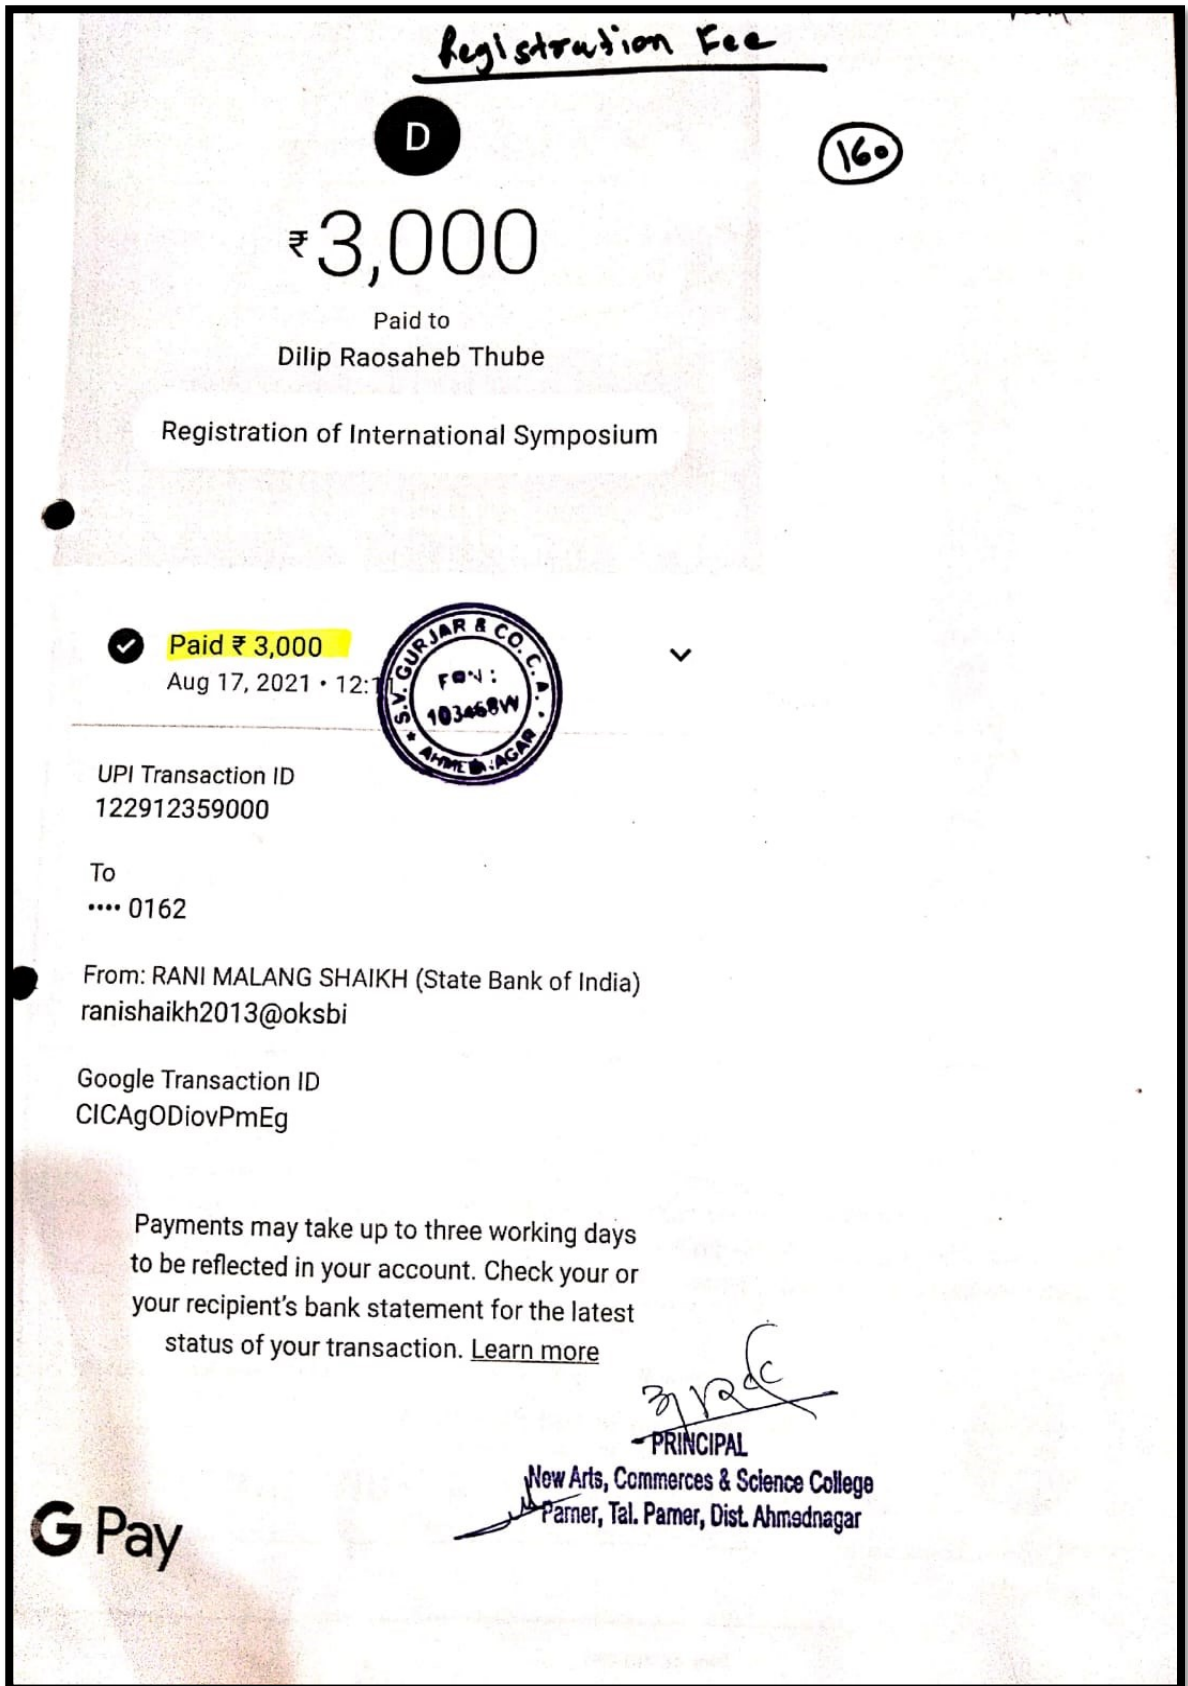 Registration Fee
D
160
₹3,000
Paid to
Dilip Raosaheb Thube
Registration of International Symposium
Paid ₹ 3,000
Aug 17, 2021 • 12:1
S.V. GURJAR & CO. C. A.
FRN:
103468W
UPI Transaction ID
122912359000
To
•••• 0162
From: RANI MALANG SHAIKH (State Bank of India)
ranishaikh2013@oksbi
Google Transaction ID
CICAgODiovPmEg
Payments may take up to three working days
to be reflected in your account. Check your or
your recipient's bank statement for the latest
status of your transaction. Learn more
PRINCIPAL
New Arts, Commerces & Science College
Parner, Tal. Parner, Dist. Ahmednagar
G Pay